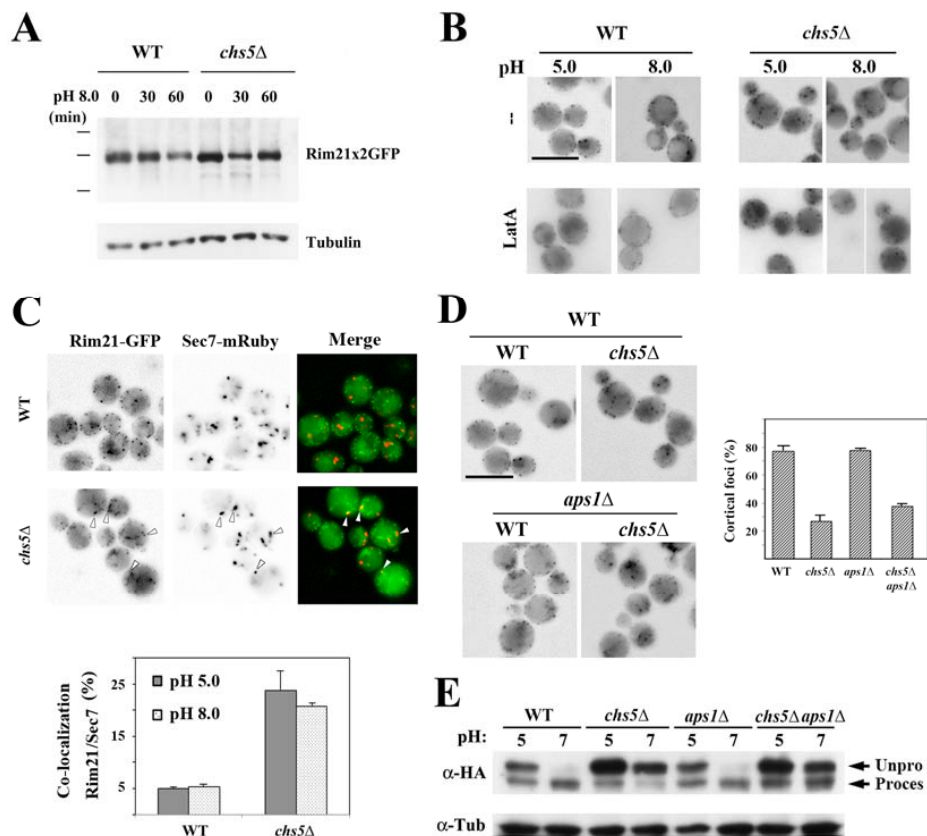 A
WT chs5Δ
pH 8.0 0 30 60 0 30 60
(min)
Rim21x2GFP
Tubulin
B
WT chs5Δ
pH 5.0 8.0 5.0 8.0
--
LatA
C
Rim21-GFP Sec7-mRuby Merge
WT
chs5Δ
Co-localization
Rim21/Sec7 (%)
25
15
5
pH 5.0
pH 8.0
WT chs5Δ
D
WT
WT chs5Δ
aps1Δ
WT chs5Δ
Cortical foci (%)
80
60
40
20
WT chs5Δ aps1Δ chs5Δ
aps1Δ
E
WT chs5Δ aps1Δ chs5Δaps1Δ
pH: 5 7 5 7 5 7 5 7
α-HA
Unpro
Proces
α-Tub